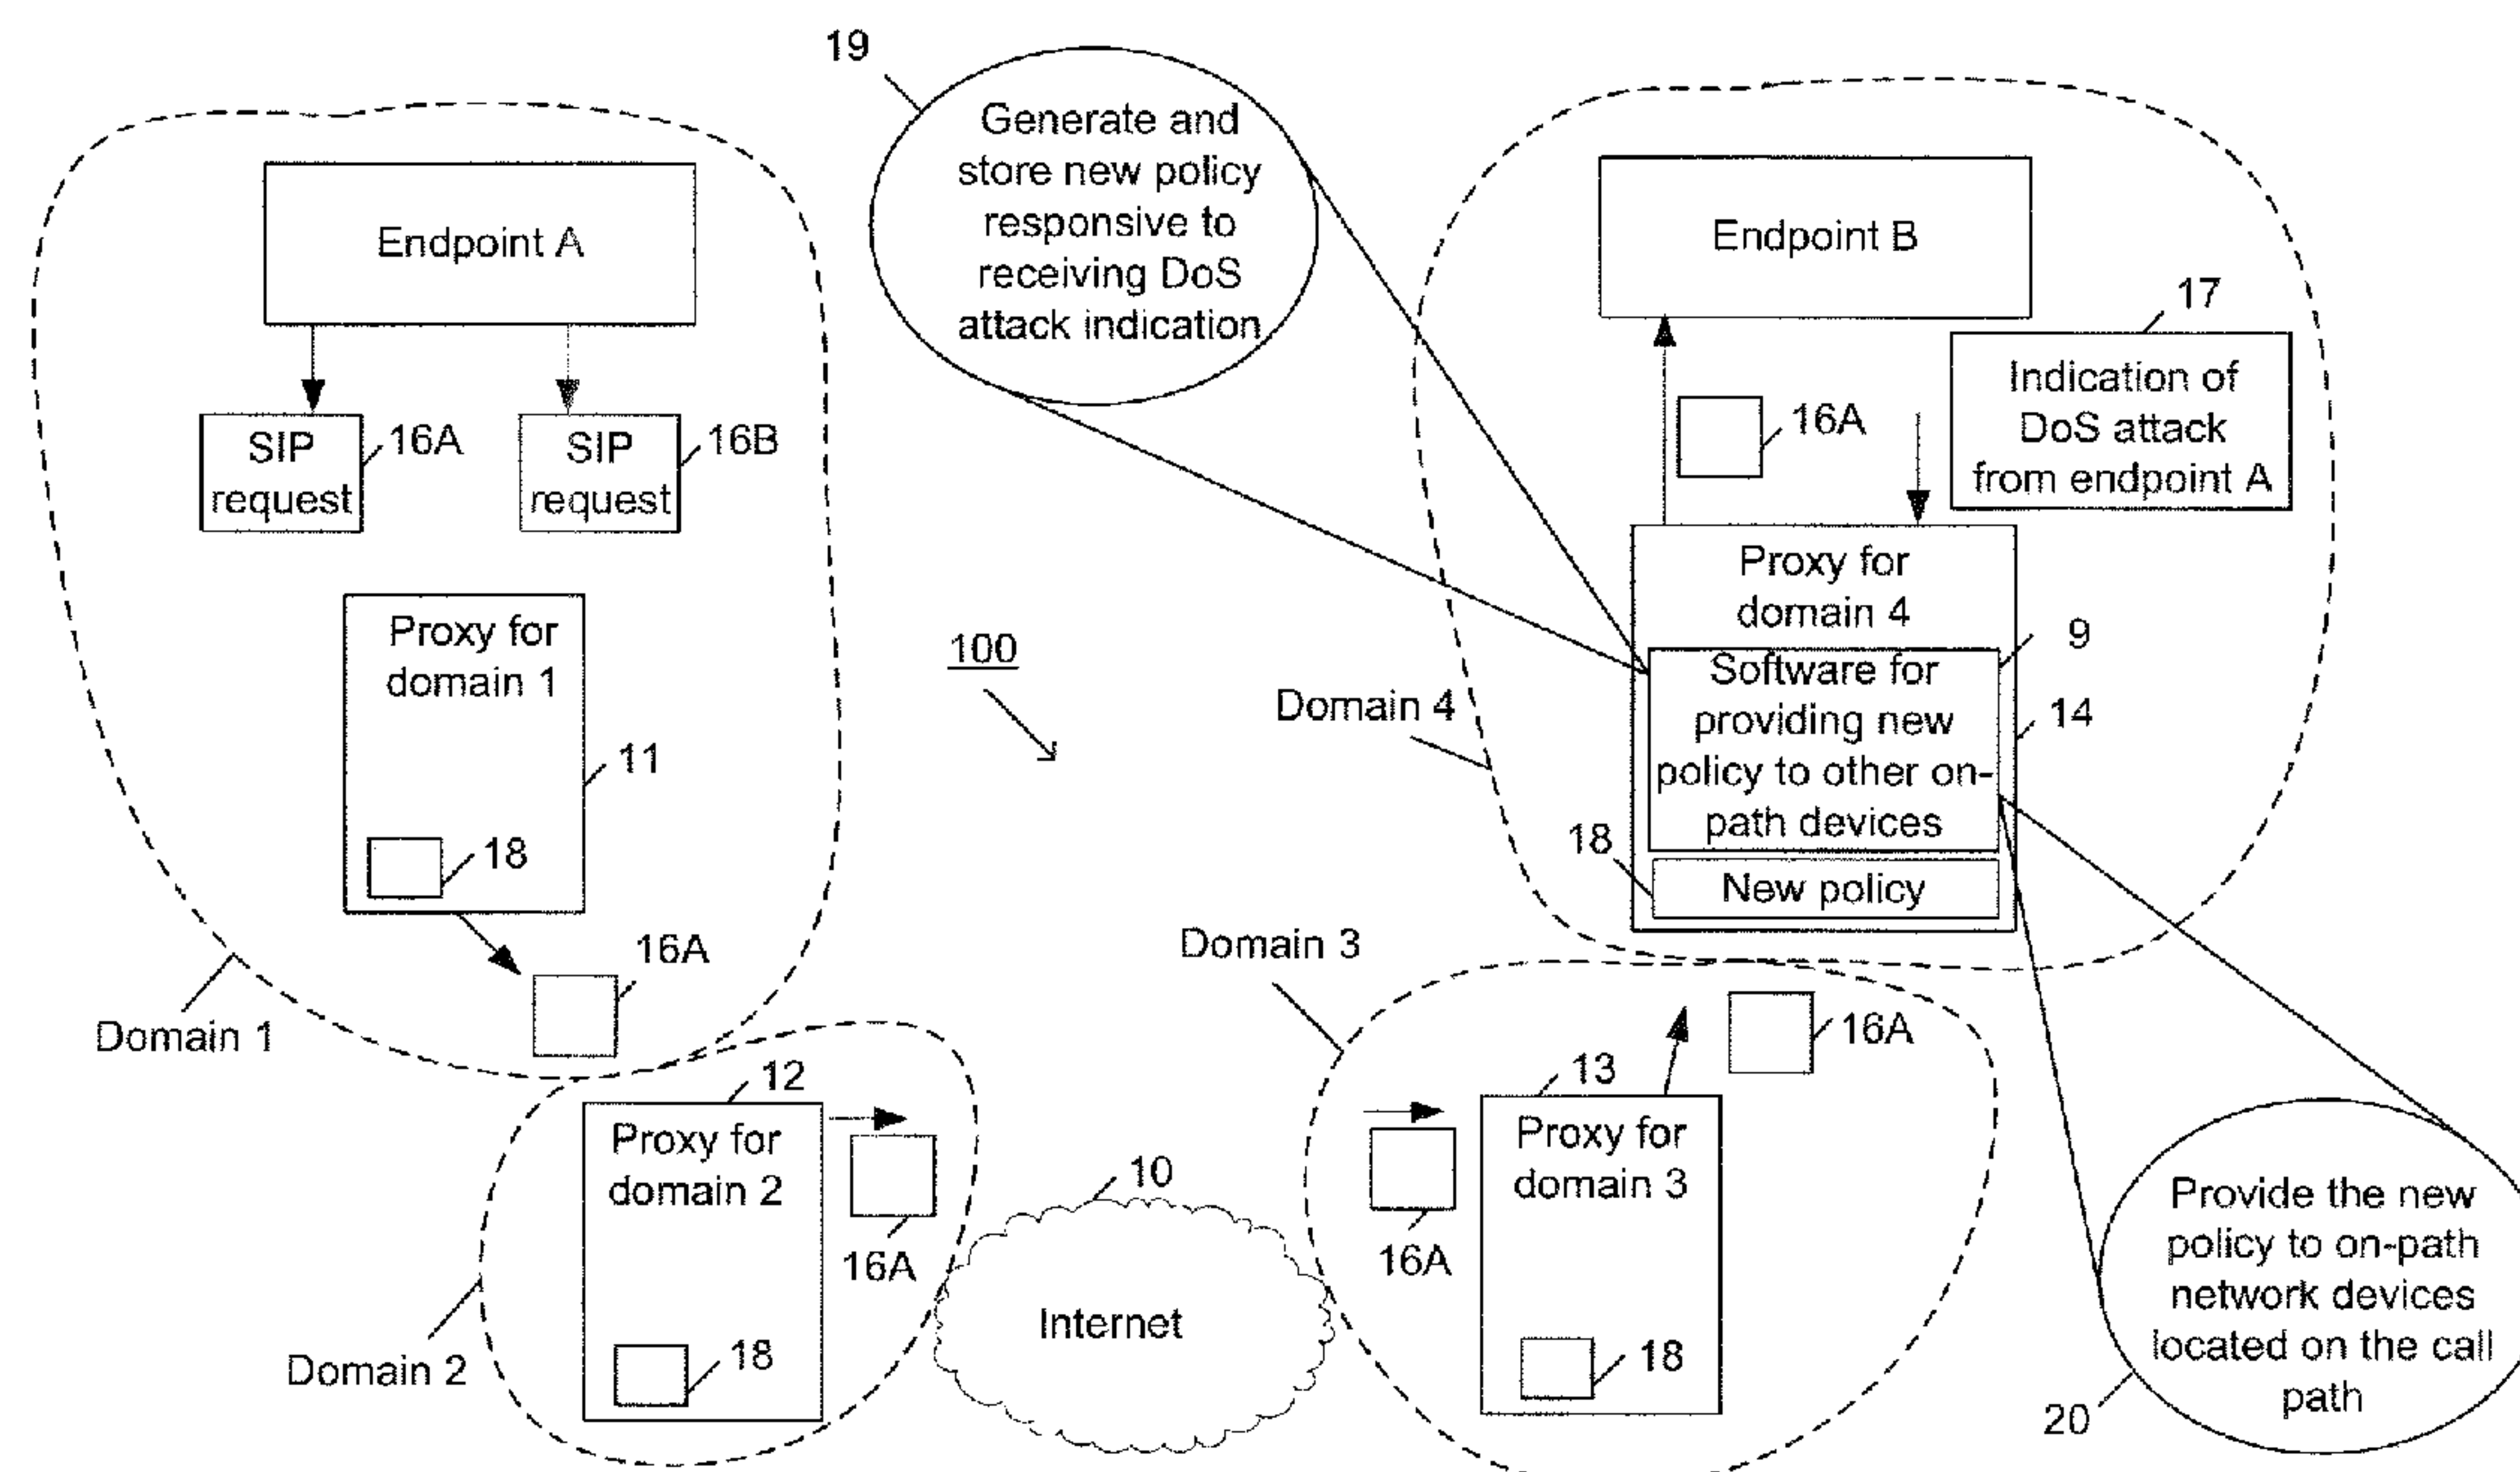 19
Generate and
store new policy
responsive to
receiving DoS
attack indication
Endpoint A
SIP
request
16A
SIP
request
16B
Proxy for
domain 1
11
18
16A
Domain 1
100
Endpoint B
17
Indication of
DoS attack
from endpoint A
16A
Proxy for
domain 4
9
Software for
providing new
policy to other on-
path devices
14
Domain 4
18
New policy
Domain 3
16A
12
Proxy for
domain 2
16A
18
Domain 2
10
Internet
13
Proxy for
domain 3
16A
18
Provide the new
policy to on-path
network devices
located on the call
path
20